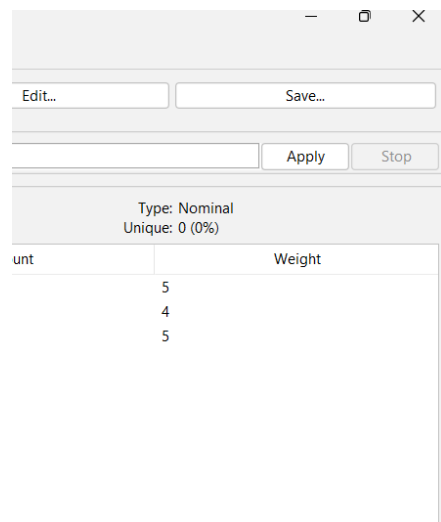 Edit... Save...
Apply Stop
Type: Nominal
Unique: 0 (0%)
unt Weight
5
4
5